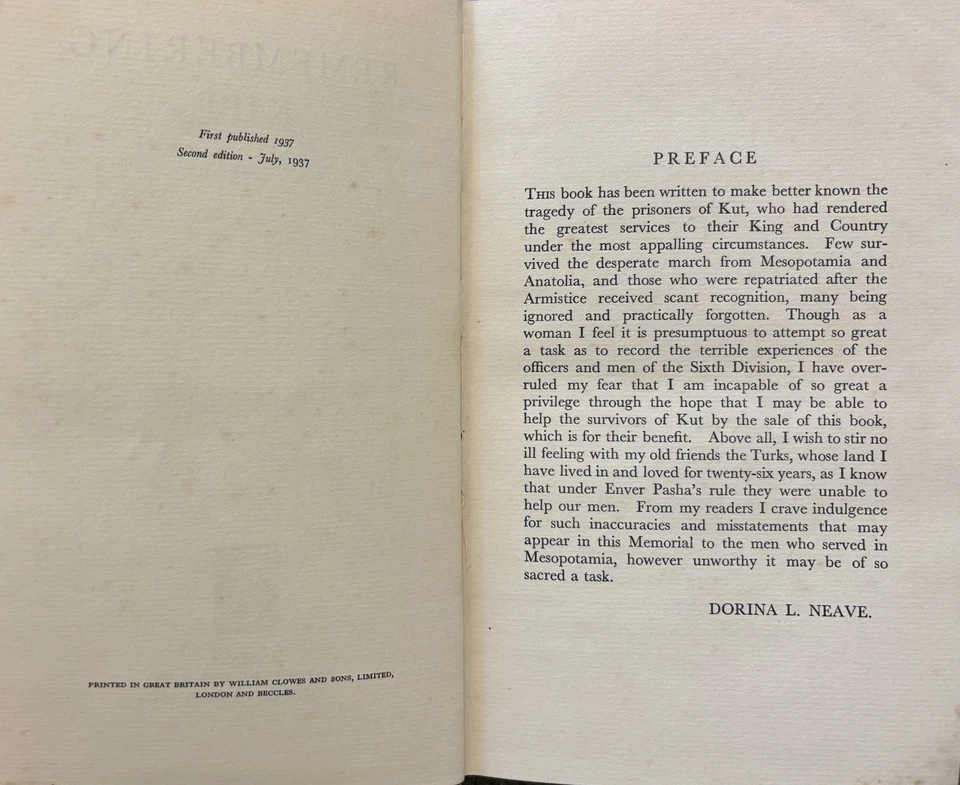 REMEMBERING
First published 1937
Second edition - July, 1937
PRINTED IN GREAT BRITAIN BY WILLIAM CLOWES AND SONS, LIMITED,
LONDON AND BECCLES.
PREFACE
THIS book has been written to make better known the
tragedy of the prisoners of Kut, who had rendered
the greatest services to their King and Country
under the most appalling circumstances. Few sur-
vived the desperate march from Mesopotamia and
Anatolia, and those who were repatriated after the
Armistice received scant recognition, many being
ignored and practically forgotten. Though as a
woman I feel it is presumptuous to attempt so great
a task as to record the terrible experiences of the
officers and men of the Sixth Division, I have over-
ruled my fear that I am incapable of so great a
privilege through the hope that I may be able to
help the survivors of Kut by the sale of this book,
which is for their benefit. Above all, I wish to stir no
ill feeling with my old friends the Turks, whose land I
have lived in and loved for twenty-six years, as I know
that under Enver Pasha's rule they were unable to
help our men. From my readers I crave indulgence
for such inaccuracies and misstatements that may
appear in this Memorial to the men who served in
Mesopotamia, however unworthy it may be of so
sacred a task.
DORINA L. NEAVE.